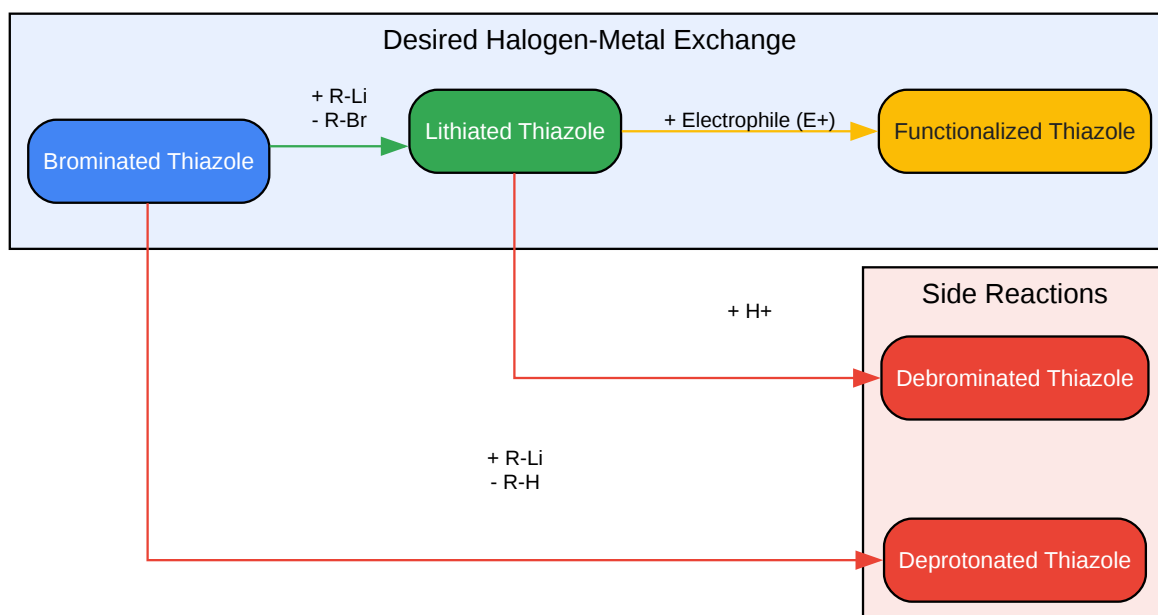 Desired Halogen-Metal Exchange
+ R-Li
- R-Br
Brominated Thiazole
Lithiated Thiazole
+ Electrophile (E+)
Functionalized Thiazole
Side Reactions
+ H+
Debrominated Thiazole
+ R-Li
- R-H
Deprotonated Thiazole